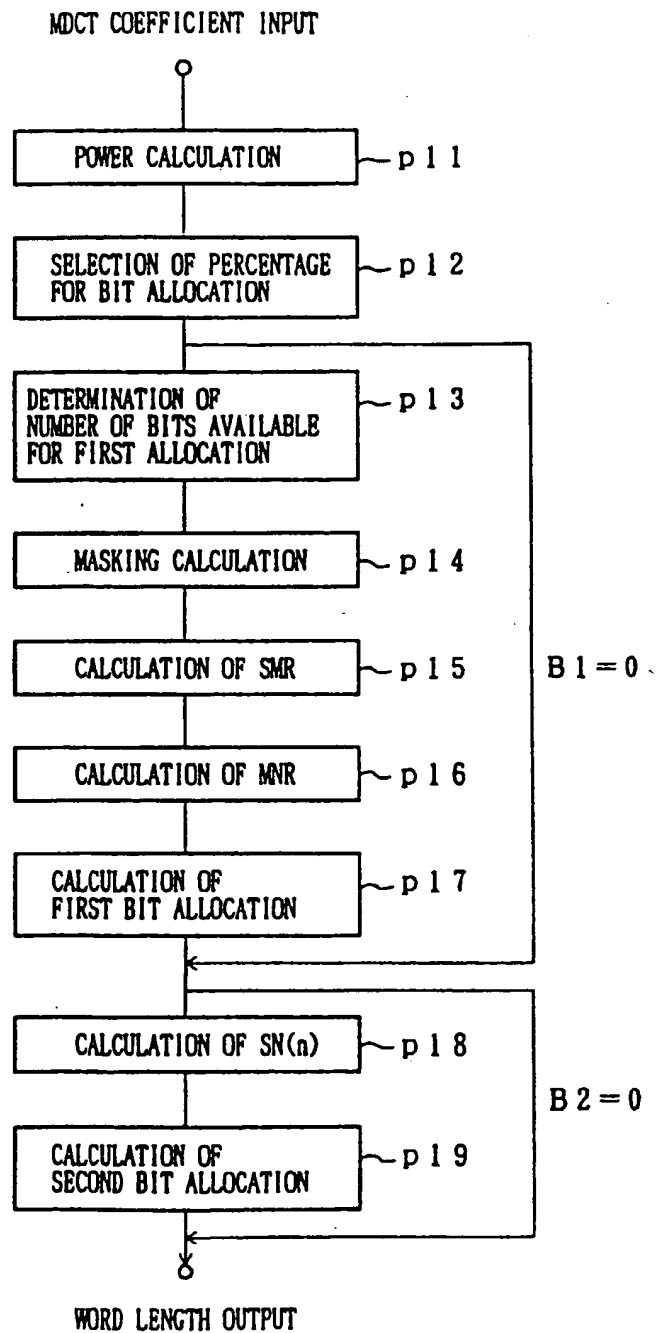 MDCT COEFFICIENT INPUT
POWER CALCULATION
p11
SELECTION OF PERCENTAGE
FOR BIT ALLOCATION
p12
DETERMINATION OF
NUMBER OF BITS AVAILABLE
FOR FIRST ALLOCATION
p13
MASKING CALCULATION
p14
CALCULATION OF SMR
p15
B1=0
CALCULATION OF MNR
p16
CALCULATION OF
FIRST BIT ALLOCATION
p17
CALCULATION OF SN(n)
p18
B2=0
CALCULATION OF
SECOND BIT ALLOCATION
p19
WORD LENGTH OUTPUT